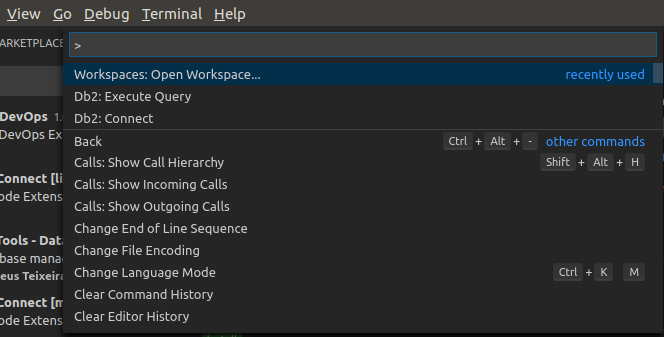 View Go Debug Terminal Help
ARKETPLACE
>
Workspaces: Open Workspace... recently used
Db2: Execute Query
DevOps 1.
Db2: Connect
DevOps Ex
Back Ctrl + Alt + - other commands
Calls: Show Call Hierarchy Shift + Alt + H
Connect [li
Calls: Show Incoming Calls
ode Extens
Calls: Show Outgoing Calls
Change End of Line Sequence
Tools - Data
Change File Encoding
base mana
Change Language Mode Ctrl + K M
eus Teixeira
Clear Command History
Connect [m
Clear Editor History
ode Extens